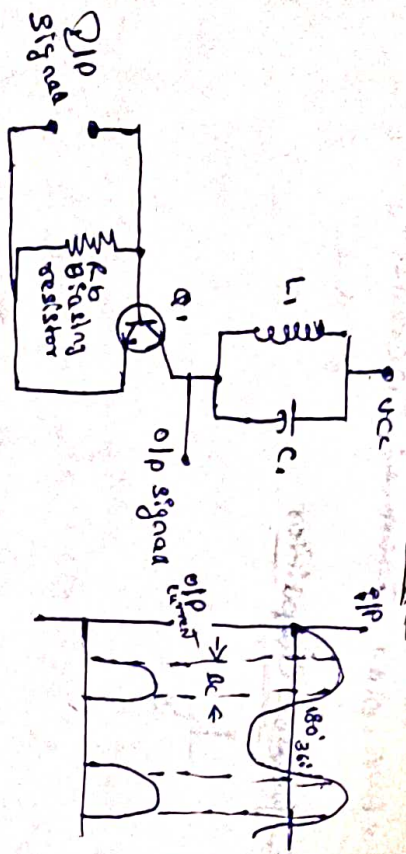 I/P
signal
Rb
Biasing
resistor
Q1
L1
C1
VCC
O/P signal
I/P
180°
360°
O/P
current
θc